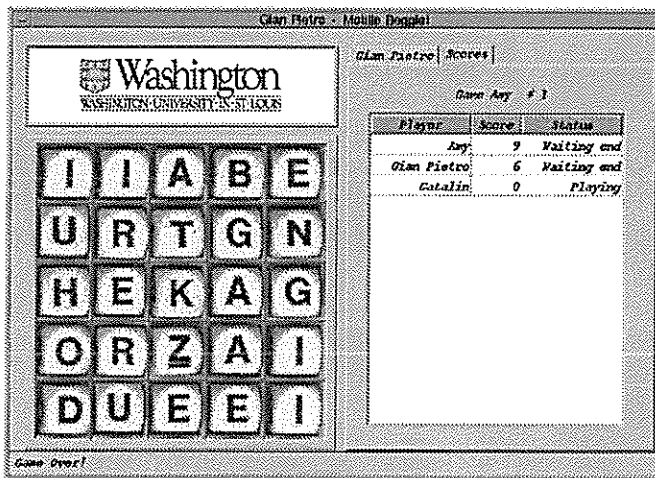 Gian Pietro - Mobile Boggle!
Washington
WASHINGTON·UNIVERSITY·IN·ST·LOUIS
Gian Pietro Scores
Game Amy # 1
Player Score Status
Amy 9 Waiting end
Gian Pietro 6 Waiting end
Catalin 0 Playing
I I A B E
U R T G N
H E K A G
O R Z A I
D U E E I
Game Over!